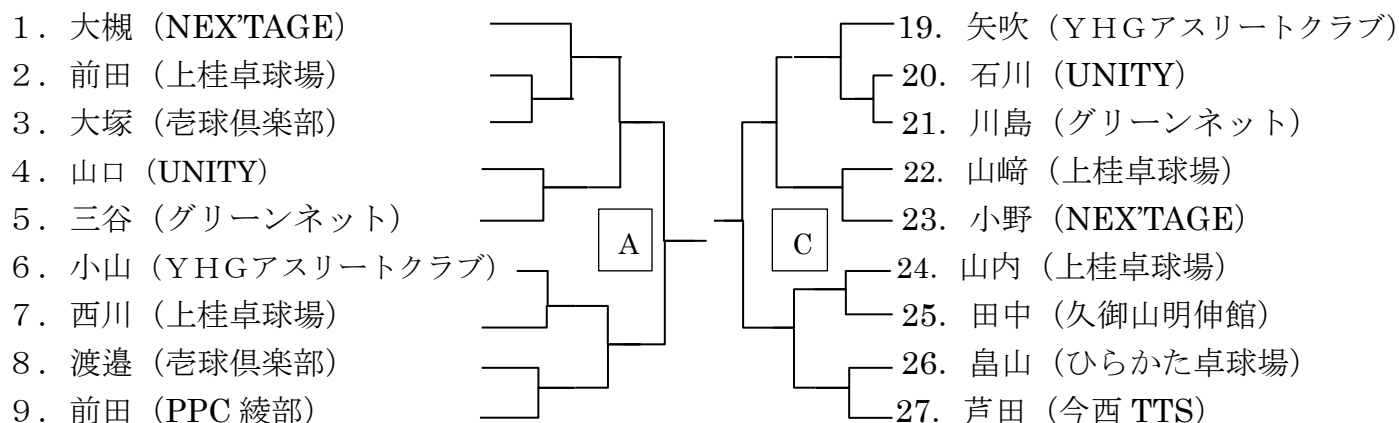 １．大槻（NEX'TAGE）
２．前田（上桂卓球場）
３．大塚（壱球倶楽部）
４．山口（UNITY）
５．三谷（グリーンネット）
６．小山（ＹＨＧアスリートクラブ）
７．西川（上桂卓球場）
８．渡邉（壱球倶楽部）
９．前田（PPC 綾部）
A
19．矢吹（ＹＨＧアスリートクラブ）
20．石川（UNITY）
21．川島（グリーンネット）
22．山﨑（上桂卓球場）
23．小野（NEX'TAGE）
24．山内（上桂卓球場）
25．田中（久御山明伸館）
26．畠山（ひらかた卓球場）
27．芦田（今西 TTS）
C